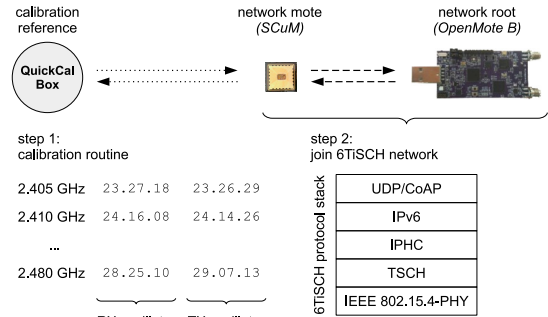 calibration reference
network mote (SCuM)
network root (OpenMote B)
QuickCal Box
step 1:
calibration routine
2.405 GHz 23.27.18 23.26.29
2.410 GHz 24.16.08 24.14.26
...
2.480 GHz 28.25.10 29.07.13
step 2:
join 6TiSCH network
6TiSCH protocol stack
UDP/CoAP
IPv6
IPHC
TSCH
IEEE 802.15.4-PHY